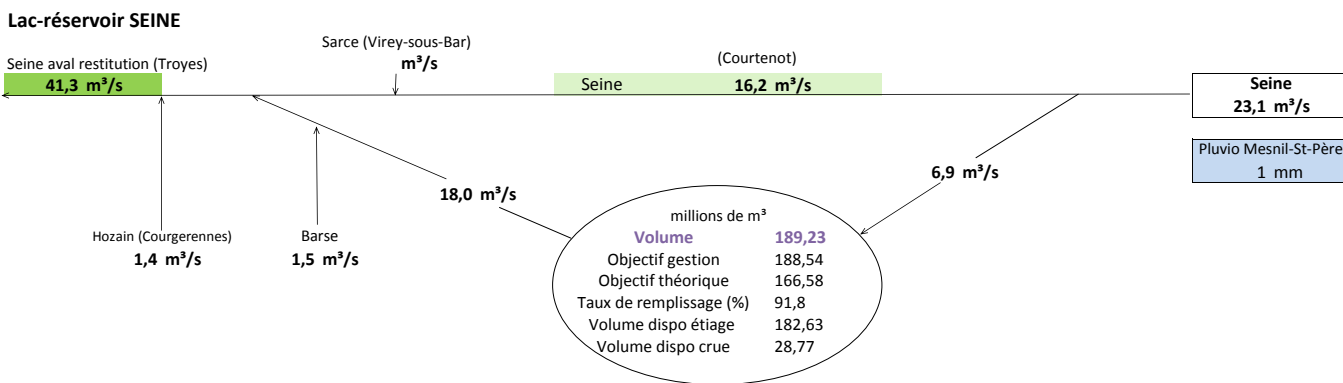 Lac-réservoir SEINE
Sarce (Virey-sous-Bar)
m³/s
(Courtenot)
Seine aval restitution (Troyes)
41,3 m³/s
Seine 16,2 m³/s
Seine
23,1 m³/s
Pluvio Mesnil-St-Père
1 mm
6,9 m³/s
18,0 m³/s
Hozain (Courgerennes)
1,4 m³/s
Barse
1,5 m³/s
millions de m³
Volume 189,23
Objectif gestion 188,54
Objectif théorique 166,58
Taux de remplissage (%) 91,8
Volume dispo étiage 182,63
Volume dispo crue 28,77